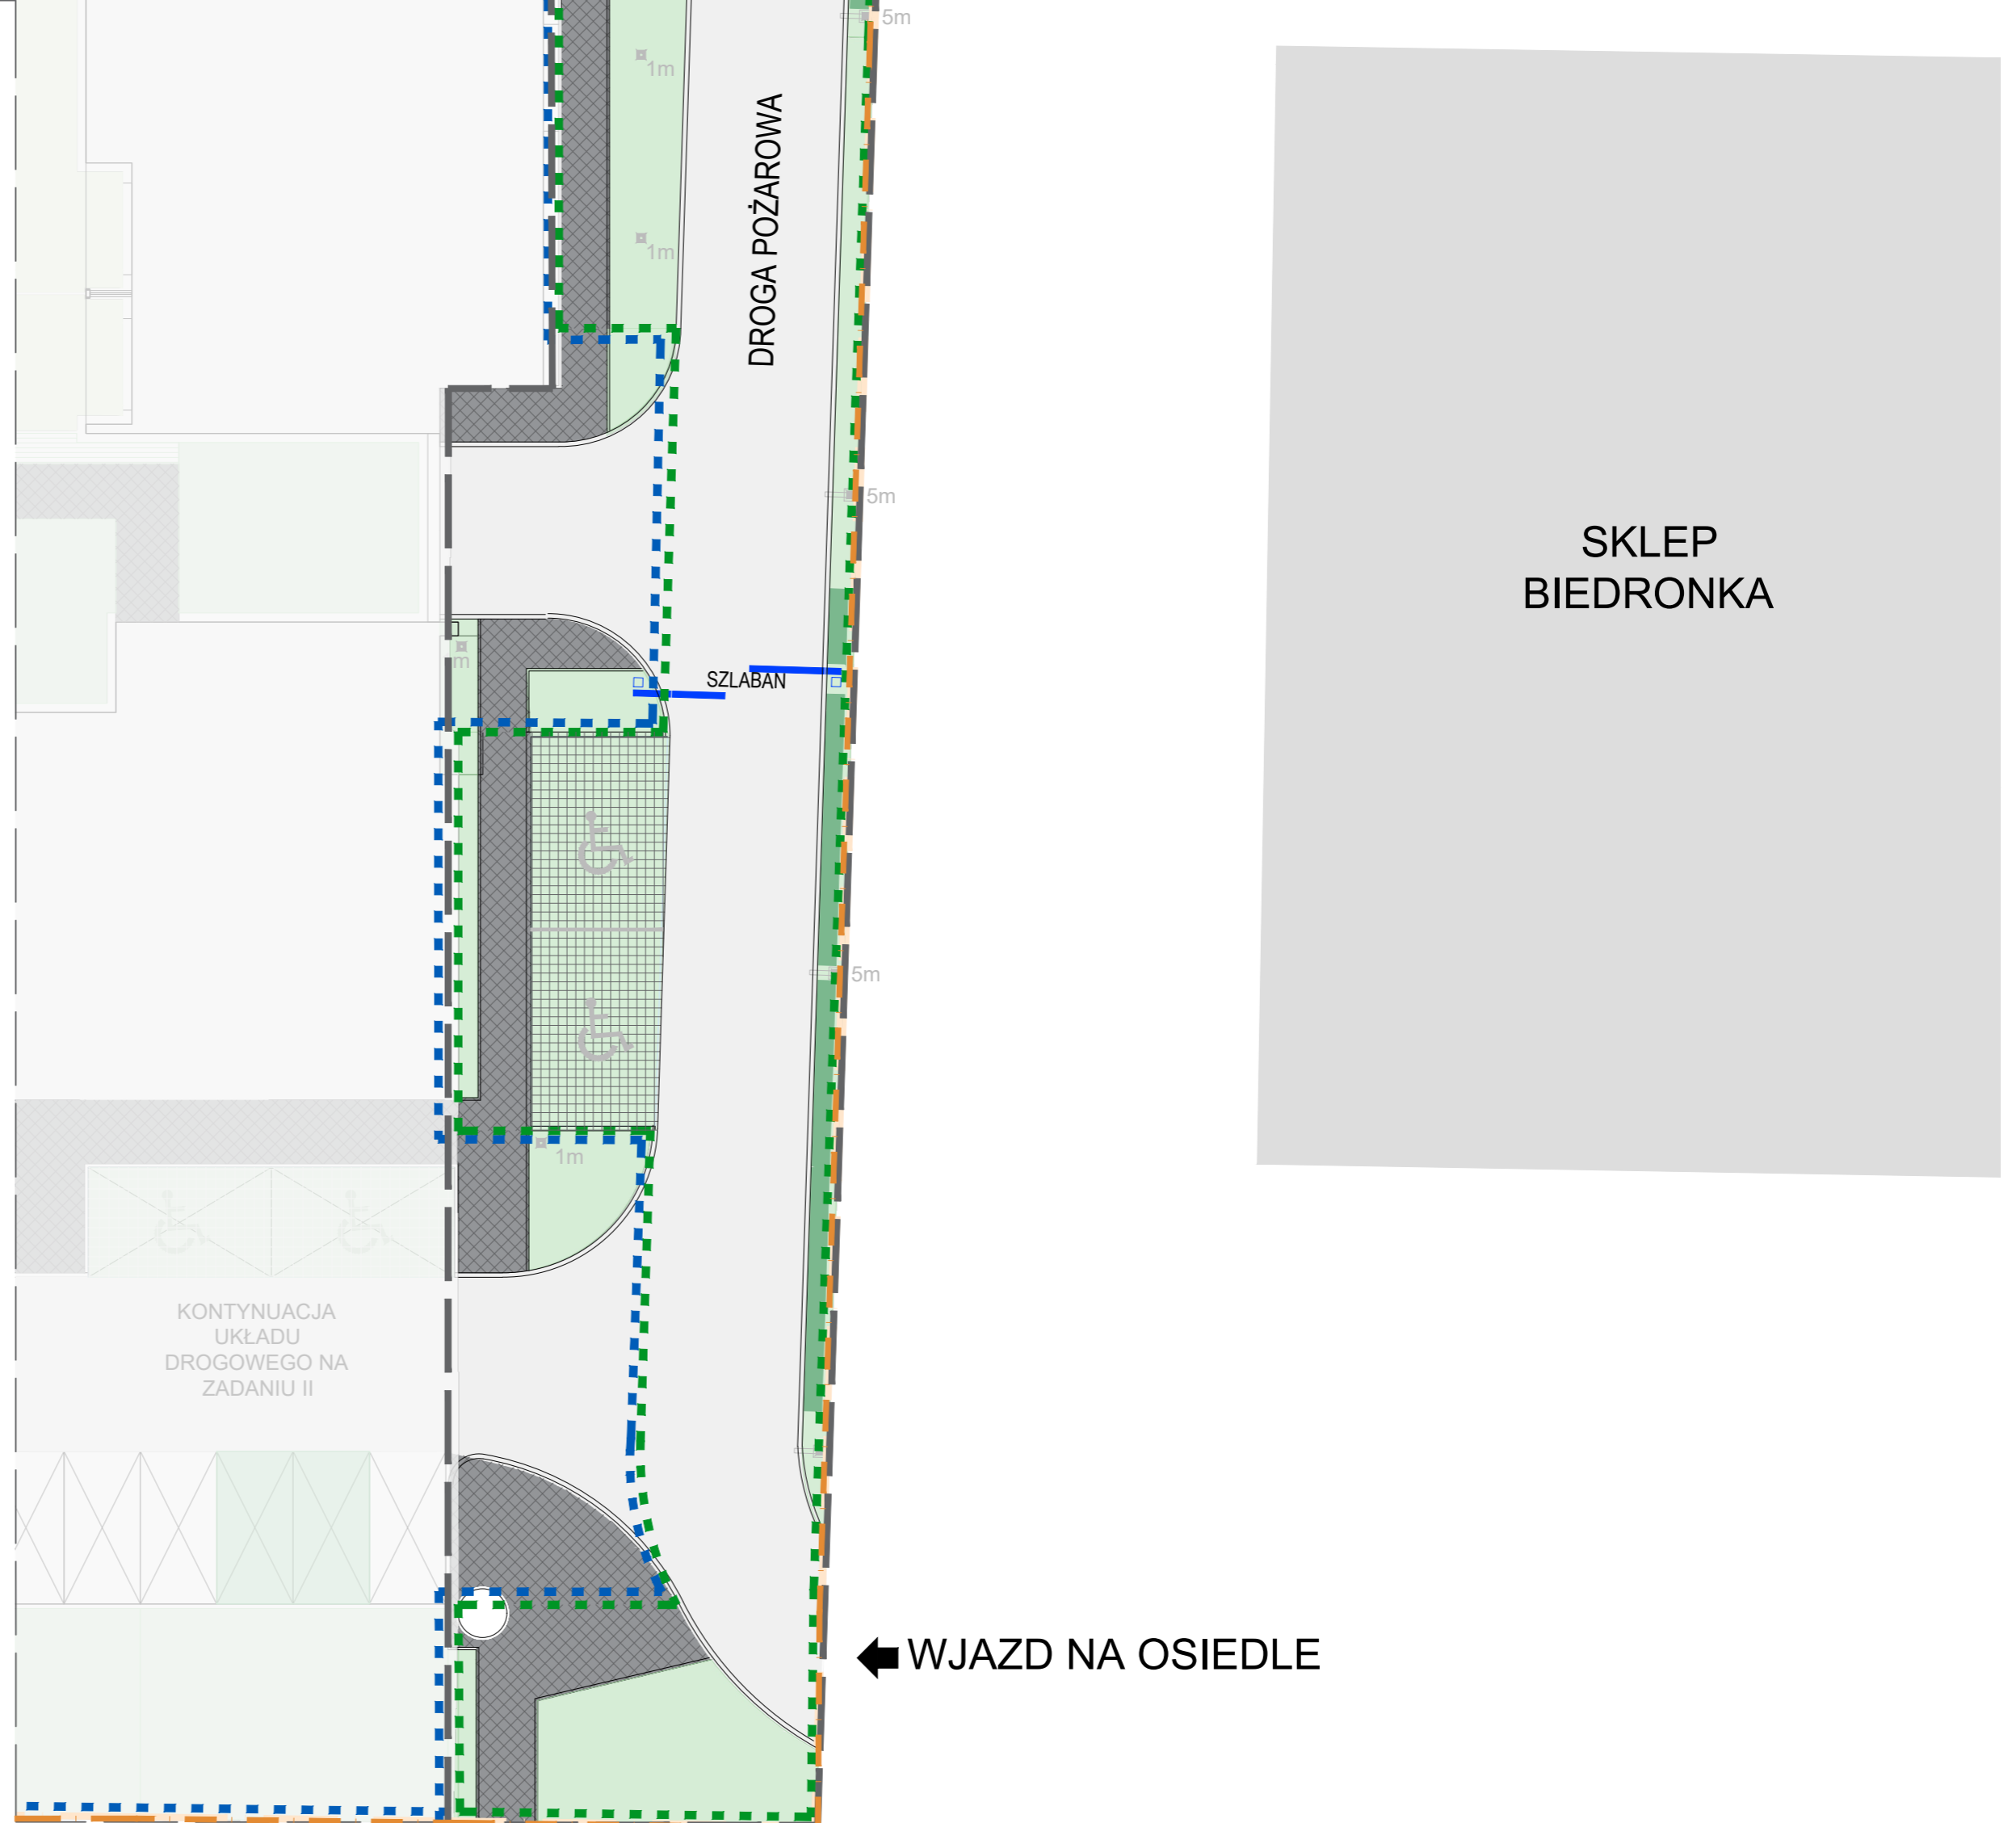 5m
1m
DROGA POŻAROWA
1m
5m
SKLEP
BIEDRONKA
m
SZLABAN
5m
1m
KONTYNUACJA
UKŁADU
DROGOWEGO NA
ZADANIU II
WJAZD NA OSIEDLE